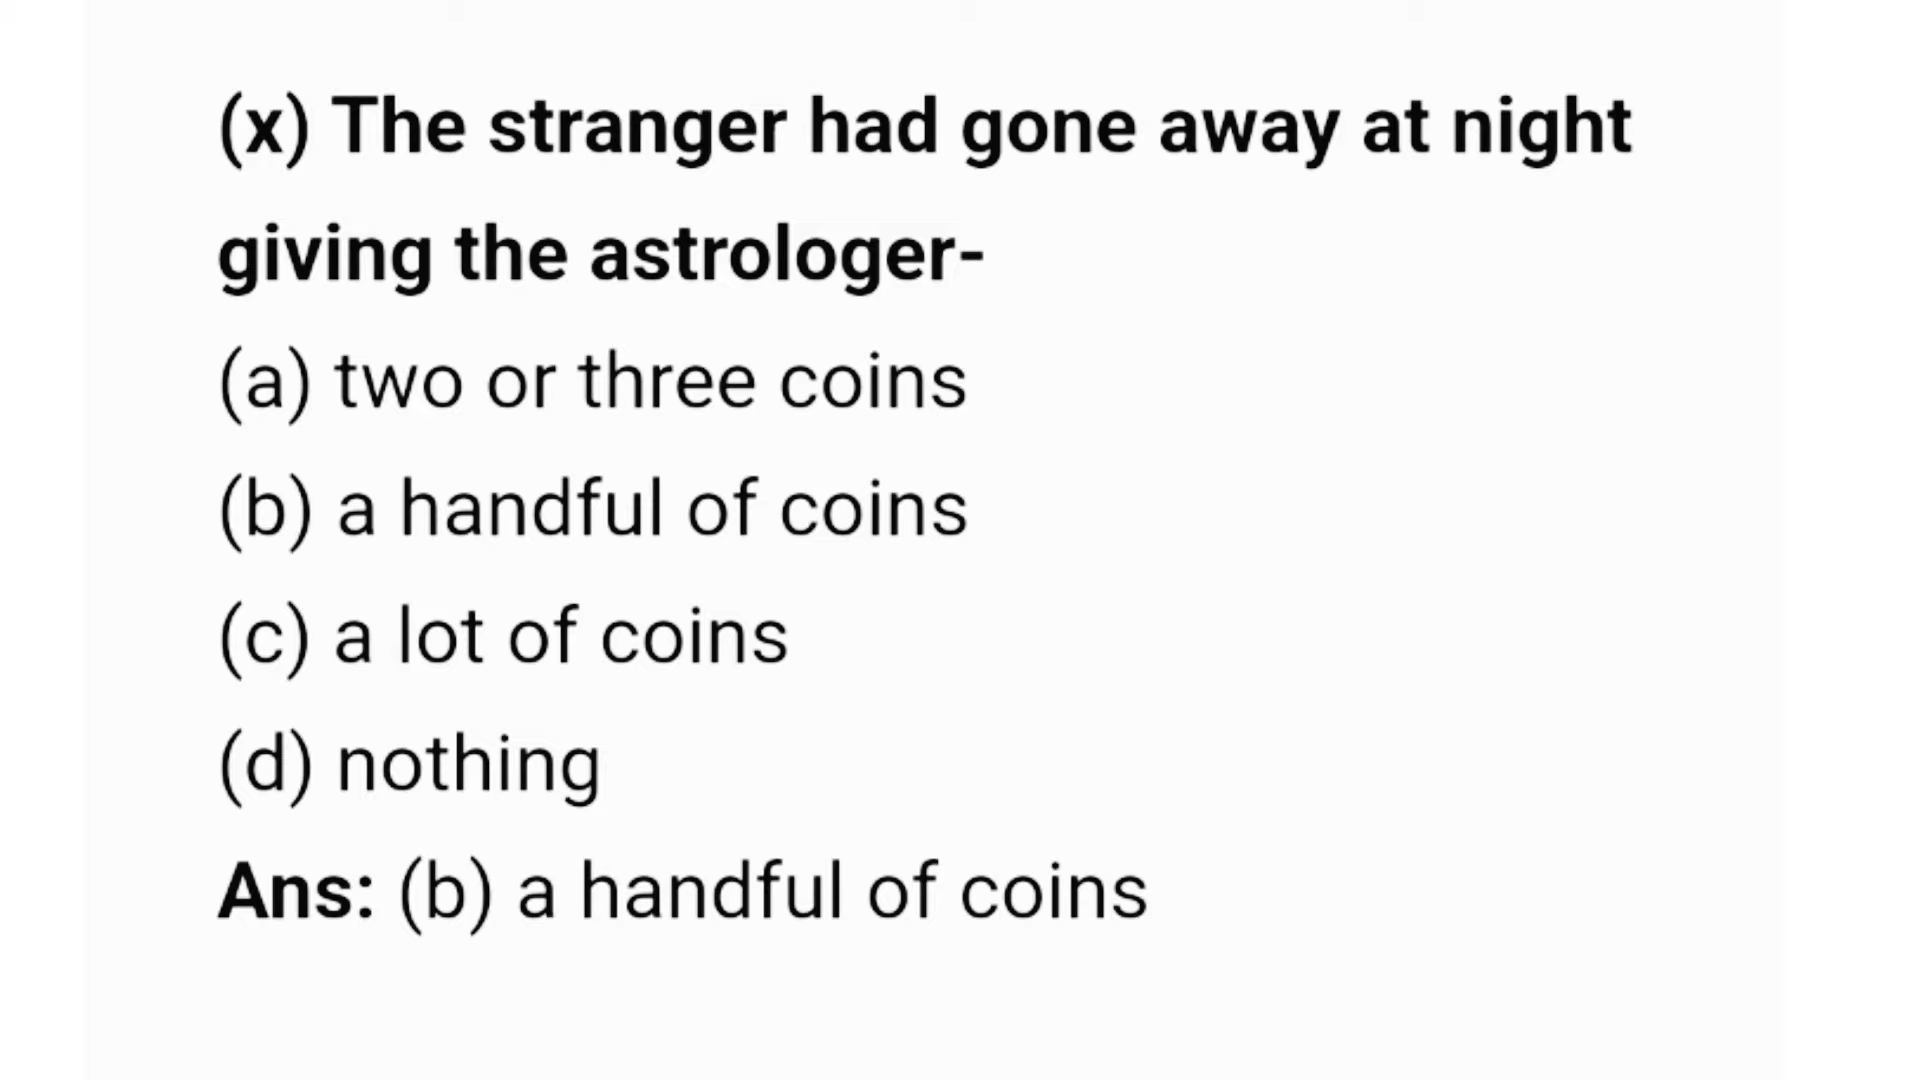 (x) The stranger had gone away at night
giving the astrologer-
(a) two or three coins
(b) a handful of coins
(c) a lot of coins
(d) nothing
Ans: (b) a handful of coins